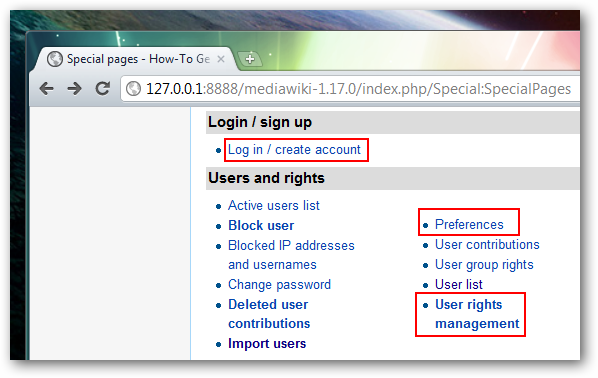 Special pages - How-To Ge
127.0.0.1:8888/mediawiki-1.17.0/index.php/Special:SpecialPages
Login / sign up
Log in / create account
Users and rights
Active users list
Block user
Blocked IP addresses
and usernames
Change password
Deleted user
contributions
Import users
Preferences
User contributions
User group rights
User list
User rights
management